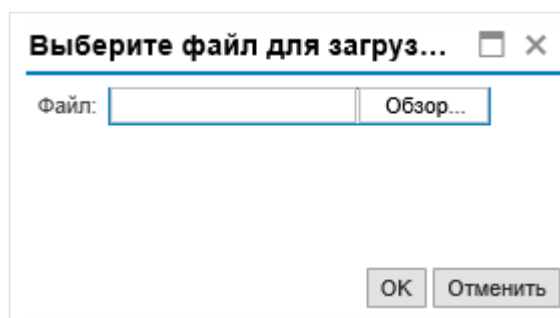 Выберите файл для загруз...
Файл: Обзор...
OK Отменить